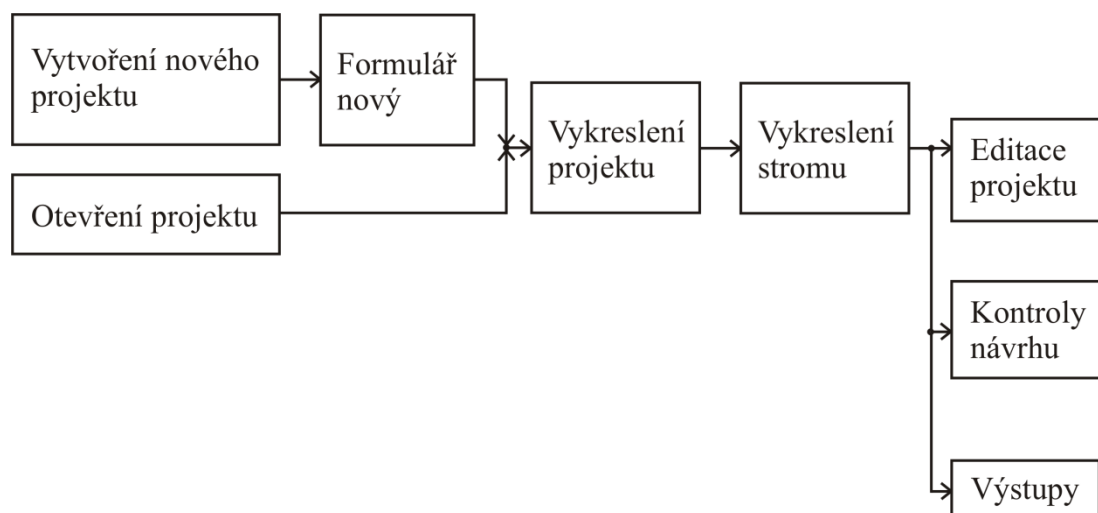 Vytvoření nového
projektu
Formulář
nový
Otevření projektu
Vykreslení
projektu
Vykreslení
stromu
Editace
projektu
Kontroly
návrhu
Výstupy